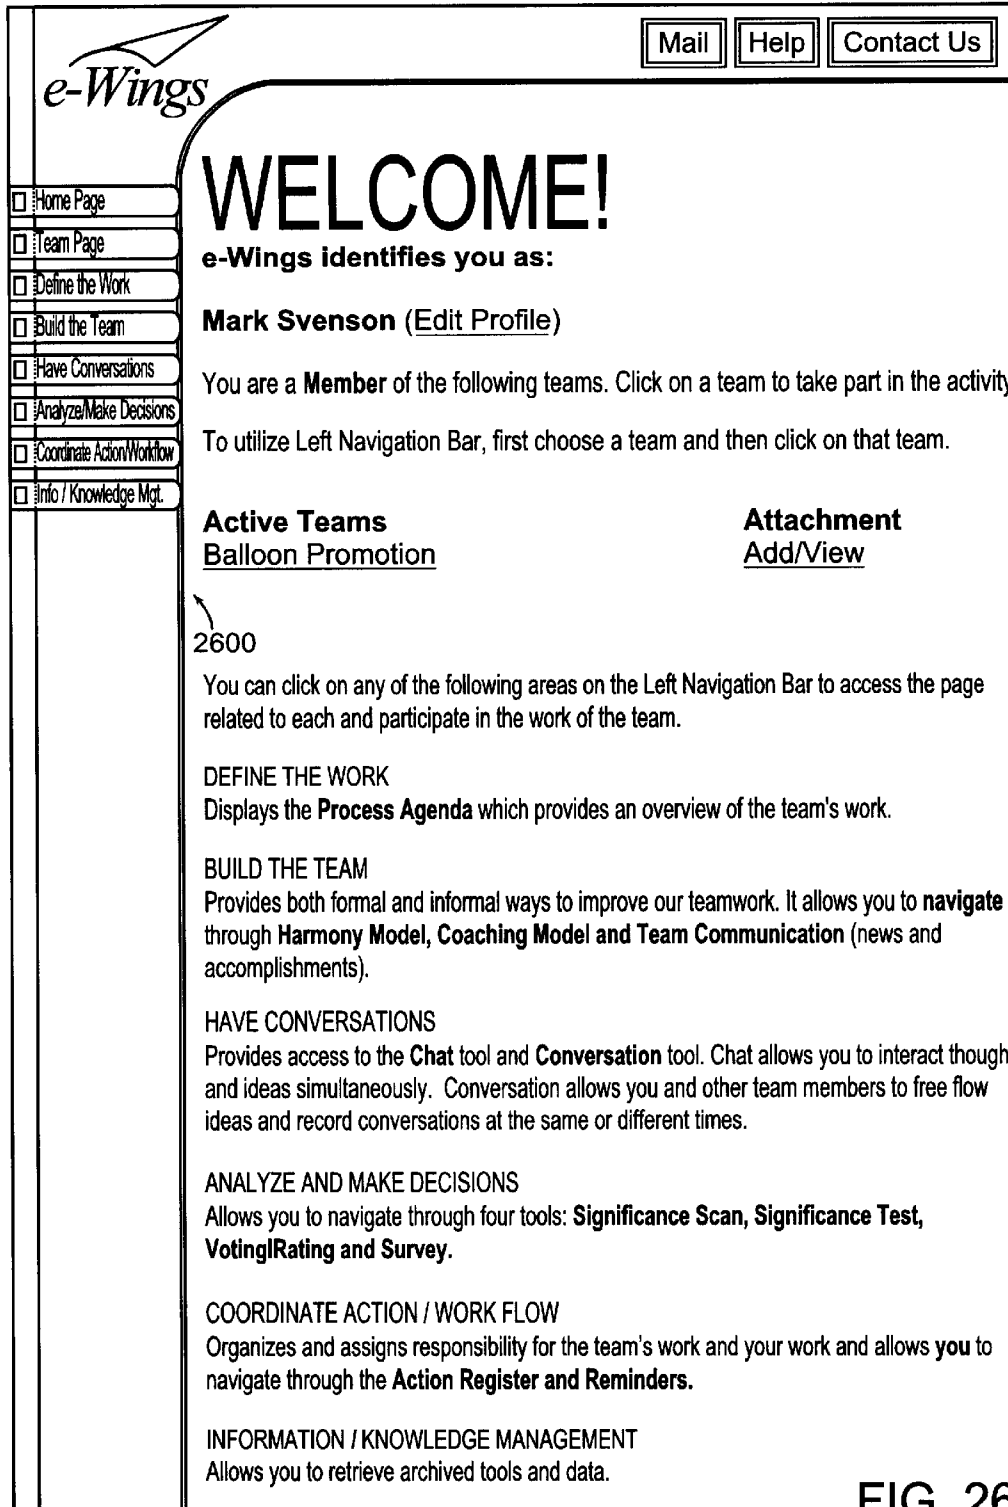 e-Wings
Mail Help Contact Us
Home Page
Team Page
Define the Work
Build the Team
Have Conversations
Analyze/Make Decisions
Coordinate Action/Workflow
Info / Knowledge Mgt.
WELCOME!
e-Wings identifies you as:
Mark Svenson (Edit Profile)
You are a Member of the following teams. Click on a team to take part in the activity
To utilize Left Navigation Bar, first choose a team and then click on that team.
Active Teams Attachment
Balloon Promotion Add/View
2600
You can click on any of the following areas on the Left Navigation Bar to access the page
related to each and participate in the work of the team.
DEFINE THE WORK
Displays the Process Agenda which provides an overview of the team's work.
BUILD THE TEAM
Provides both formal and informal ways to improve our teamwork. It allows you to navigate
through Harmony Model, Coaching Model and Team Communication (news and
accomplishments).
HAVE CONVERSATIONS
Provides access to the Chat tool and Conversation tool. Chat allows you to interact though
and ideas simultaneously. Conversation allows you and other team members to free flow
ideas and record conversations at the same or different times.
ANALYZE AND MAKE DECISIONS
Allows you to navigate through four tools: Significance Scan, Significance Test,
Voting|Rating and Survey.
COORDINATE ACTION / WORK FLOW
Organizes and assigns responsibility for the team's work and your work and allows you to
navigate through the Action Register and Reminders.
INFORMATION / KNOWLEDGE MANAGEMENT
Allows you to retrieve archived tools and data.
FIG. 26